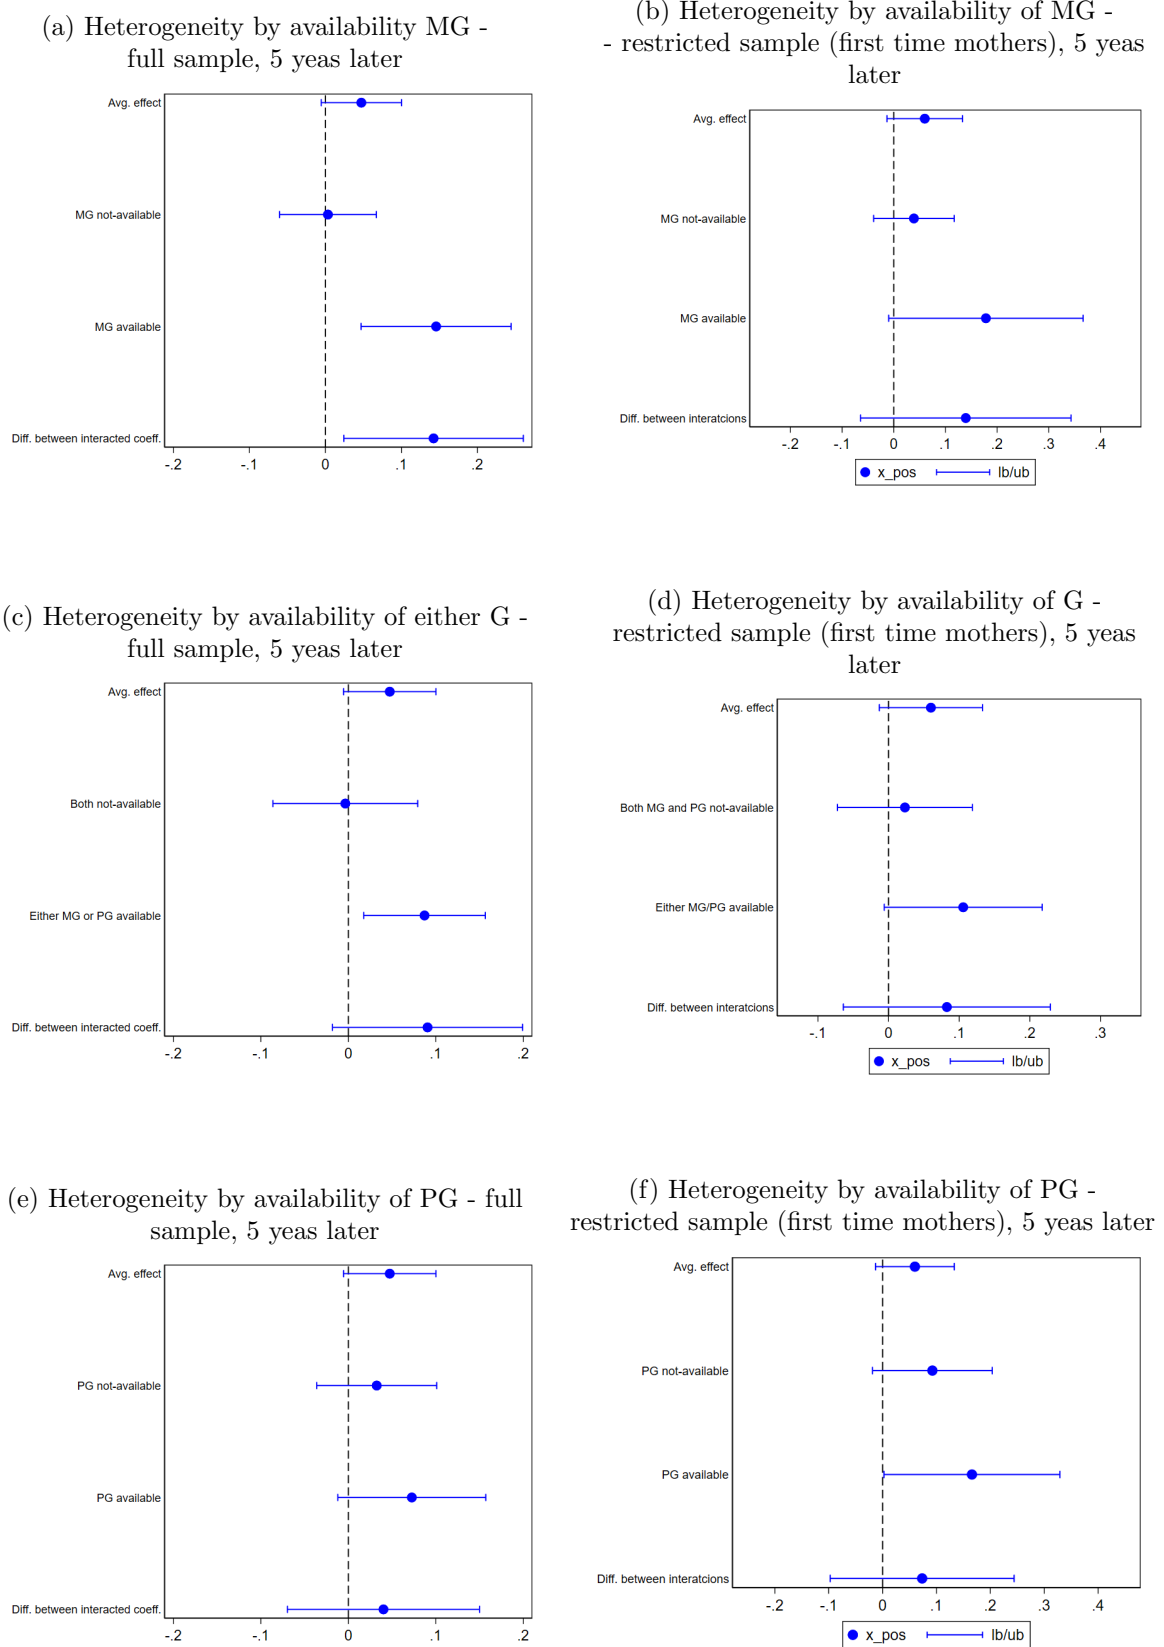 (a) Heterogeneity by availability MG -
full sample, 5 yeas later
Avg. effect
MG not-available
MG available
Diff. between interacted coeff.
-.2 -.1 0 .1 .2
(b) Heterogeneity by availability of MG -
- restricted sample (first time mothers), 5 yeas
later
Avg. effect
MG not-available
MG available
Diff. between interatcions
-.2 -.1 0 .1 .2 .3 .4
x_pos lb/ub
(c) Heterogeneity by availability of either G -
full sample, 5 yeas later
Avg. effect
Both not-available
Either MG or PG available
Diff. between interacted coeff.
-.2 -.1 0 .1 .2
(d) Heterogeneity by availability of G -
restricted sample (first time mothers), 5 yeas
later
Avg. effect
Both MG and PG not-available
Either MG/PG available
Diff. between interatcions
-.1 0 .1 .2 .3
x_pos lb/ub
(e) Heterogeneity by availability of PG - full
sample, 5 yeas later
Avg. effect
PG not-available
PG available
Diff. between interacted coeff.
-.2 -.1 0 .1 .2
(f) Heterogeneity by availability of PG -
restricted sample (first time mothers), 5 yeas later
Avg. effect
PG not-available
PG available
Diff. between interatcions
-.2 -.1 0 .1 .2 .3 .4
x_pos lb/ub